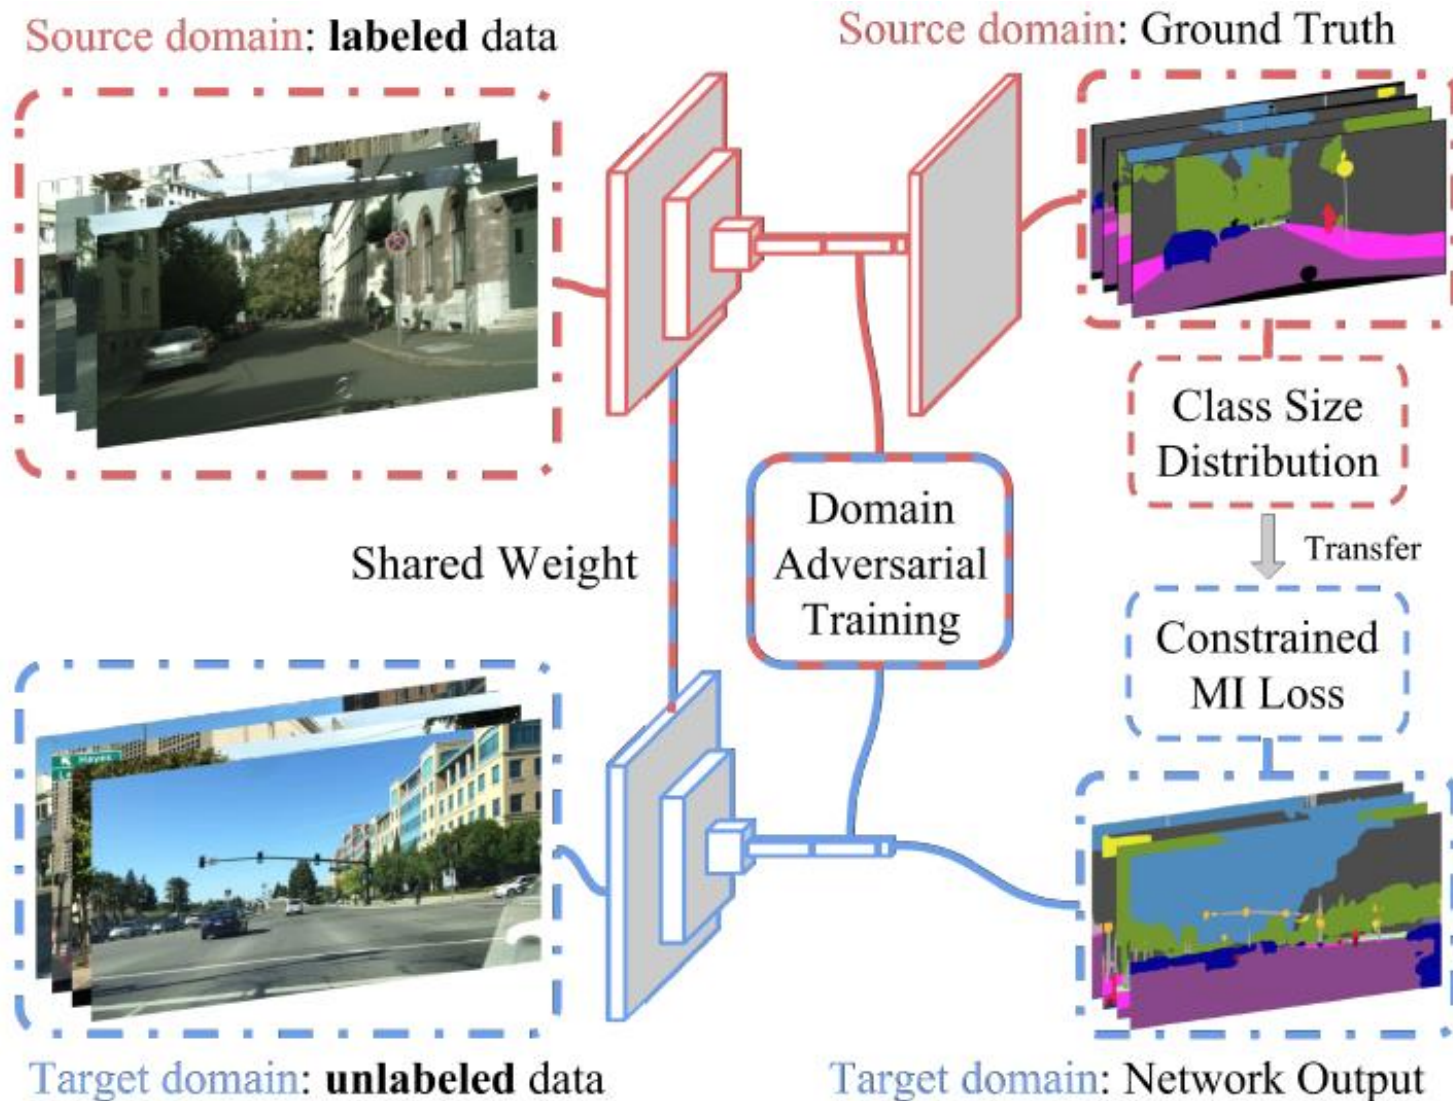 Source domain: labeled data
Source domain: Ground Truth
Class Size
Distribution
Domain
Adversarial
Training
Shared Weight
Transfer
Constrained
MI Loss
Hayes
Target domain: unlabeled data
Target domain: Network Output